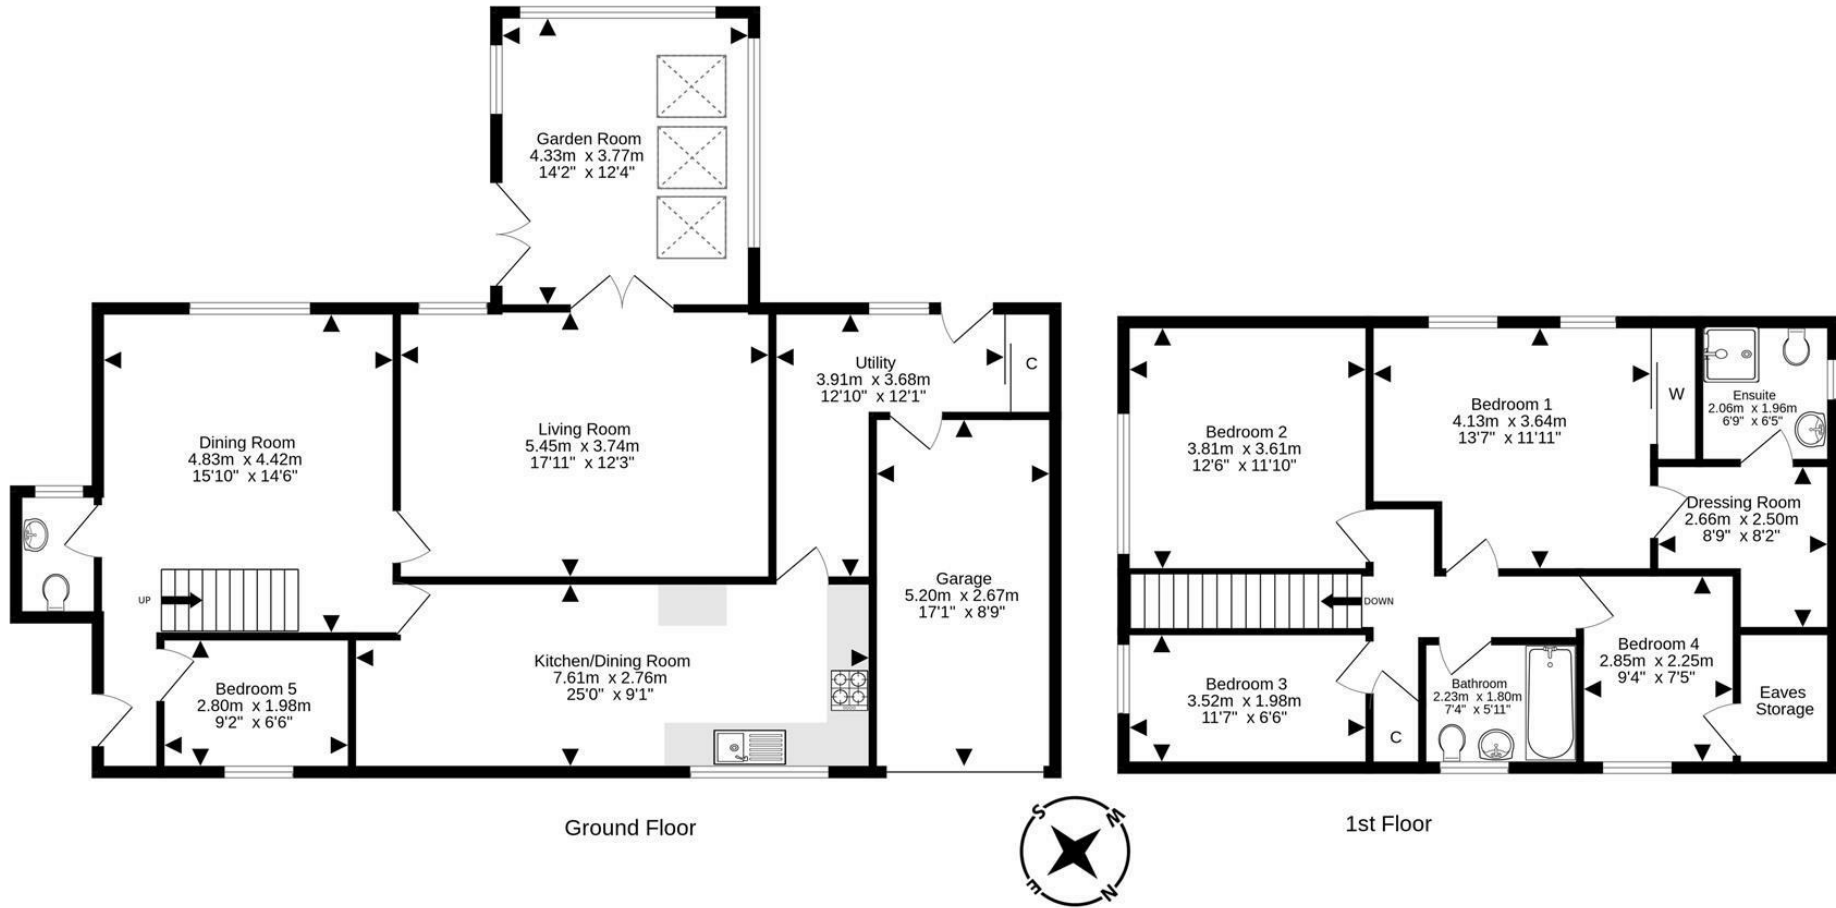 Garden Room
4.33m x 3.77m
14'2" x 12'4"
Utility
3.91m x 3.68m
12'10" x 12'1"
C
Living Room
5.45m x 3.74m
17'11" x 12'3"
Dining Room
4.83m x 4.42m
15'10" x 14'6"
UP
Garage
5.20m x 2.67m
17'1" x 8'9"
Kitchen/Dining Room
7.61m x 2.76m
25'0" x 9'1"
Bedroom 5
2.80m x 1.98m
9'2" x 6'6"
Ground Floor
Bedroom 2
3.81m x 3.61m
12'6" x 11'10"
Bedroom 1
4.13m x 3.64m
13'7" x 11'11"
W
Ensuite
2.06m x 1.96m
6'9" x 6'5"
Dressing Room
2.66m x 2.50m
8'9" x 8'2"
DOWN
Bedroom 3
3.52m x 1.98m
11'7" x 6'6"
C
Bathroom
2.23m x 1.80m
7'4" x 5'11"
Bedroom 4
2.85m x 2.25m
9'4" x 7'5"
Eaves
Storage
1st Floor
S
W
E
N